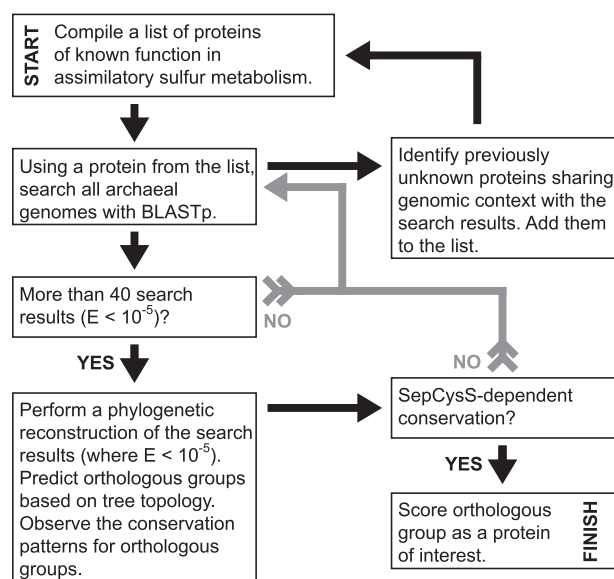 START
Compile a list of proteins
of known function in
assimilatory sulfur metabolism.
Using a protein from the list,
search all archaeal
genomes with BLASTp.
Identify previously
unknown proteins sharing
genomic context with the
search results. Add them
to the list.
More than 40 search
results (E < 10⁻⁵)?
NO
YES
Perform a phylogenetic
reconstruction of the search
results (where E < 10⁻⁵).
Predict orthologous groups
based on tree topology.
Observe the conservation
patterns for orthologous
groups.
NO
SepCysS-dependent
conservation?
YES
Score orthologous
group as a protein
of interest.
FINISH